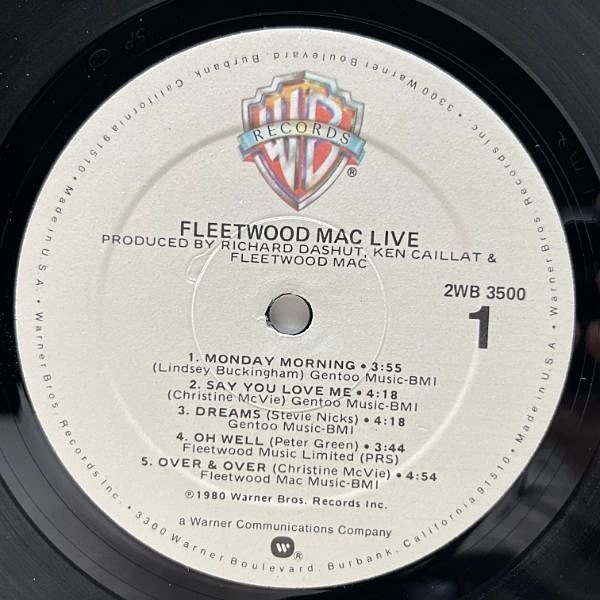 WB
RECORDS
®
FLEETWOOD MAC LIVE
PRODUCED BY RICHARD DASHUT, KEN CAILLAT &
FLEETWOOD MAC
2WB 3500
1
1. MONDAY MORNING • 3:55
(Lindsey Buckingham) Gentoo Music-BMI
2. SAY YOU LOVE ME • 4:18
(Christine McVie) Gentoo Music-BMI
3. DREAMS (Stevie Nicks) • 4:18
Gentoo Music-BMI
4. OH WELL (Peter Green) • 3:44
Fleetwood Music Limited (PRS)
5. OVER & OVER (Christine McVie) • 4:54
Fleetwood Mac Music-BMI
℗1980 Warner Bros. Records Inc.
a Warner Communications Company
®
Warner Bros. Records Inc. • 3300 Warner Boulevard, Burbank, California 91510 • Made in U.S.A. • Warner Bros. Records Inc. • 3300 Warner Boulevard, Burbank, California 91510 • Made in U.S.A. •